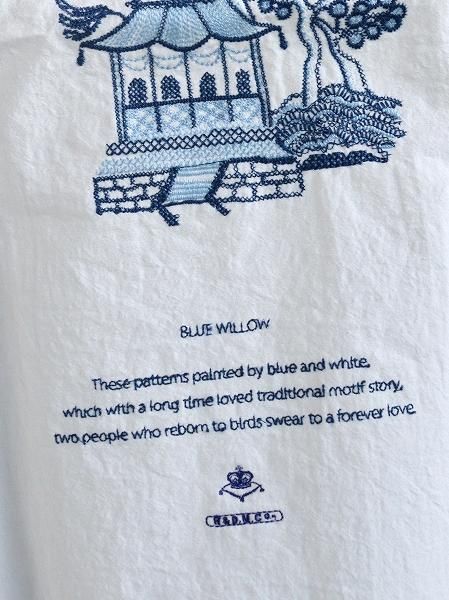 BLUE WILLOW
These patterns painted by blue and white,
which with a long time loved traditional motif story,
two people who reborn to birds swear to a forever love
R&D.M.Co-